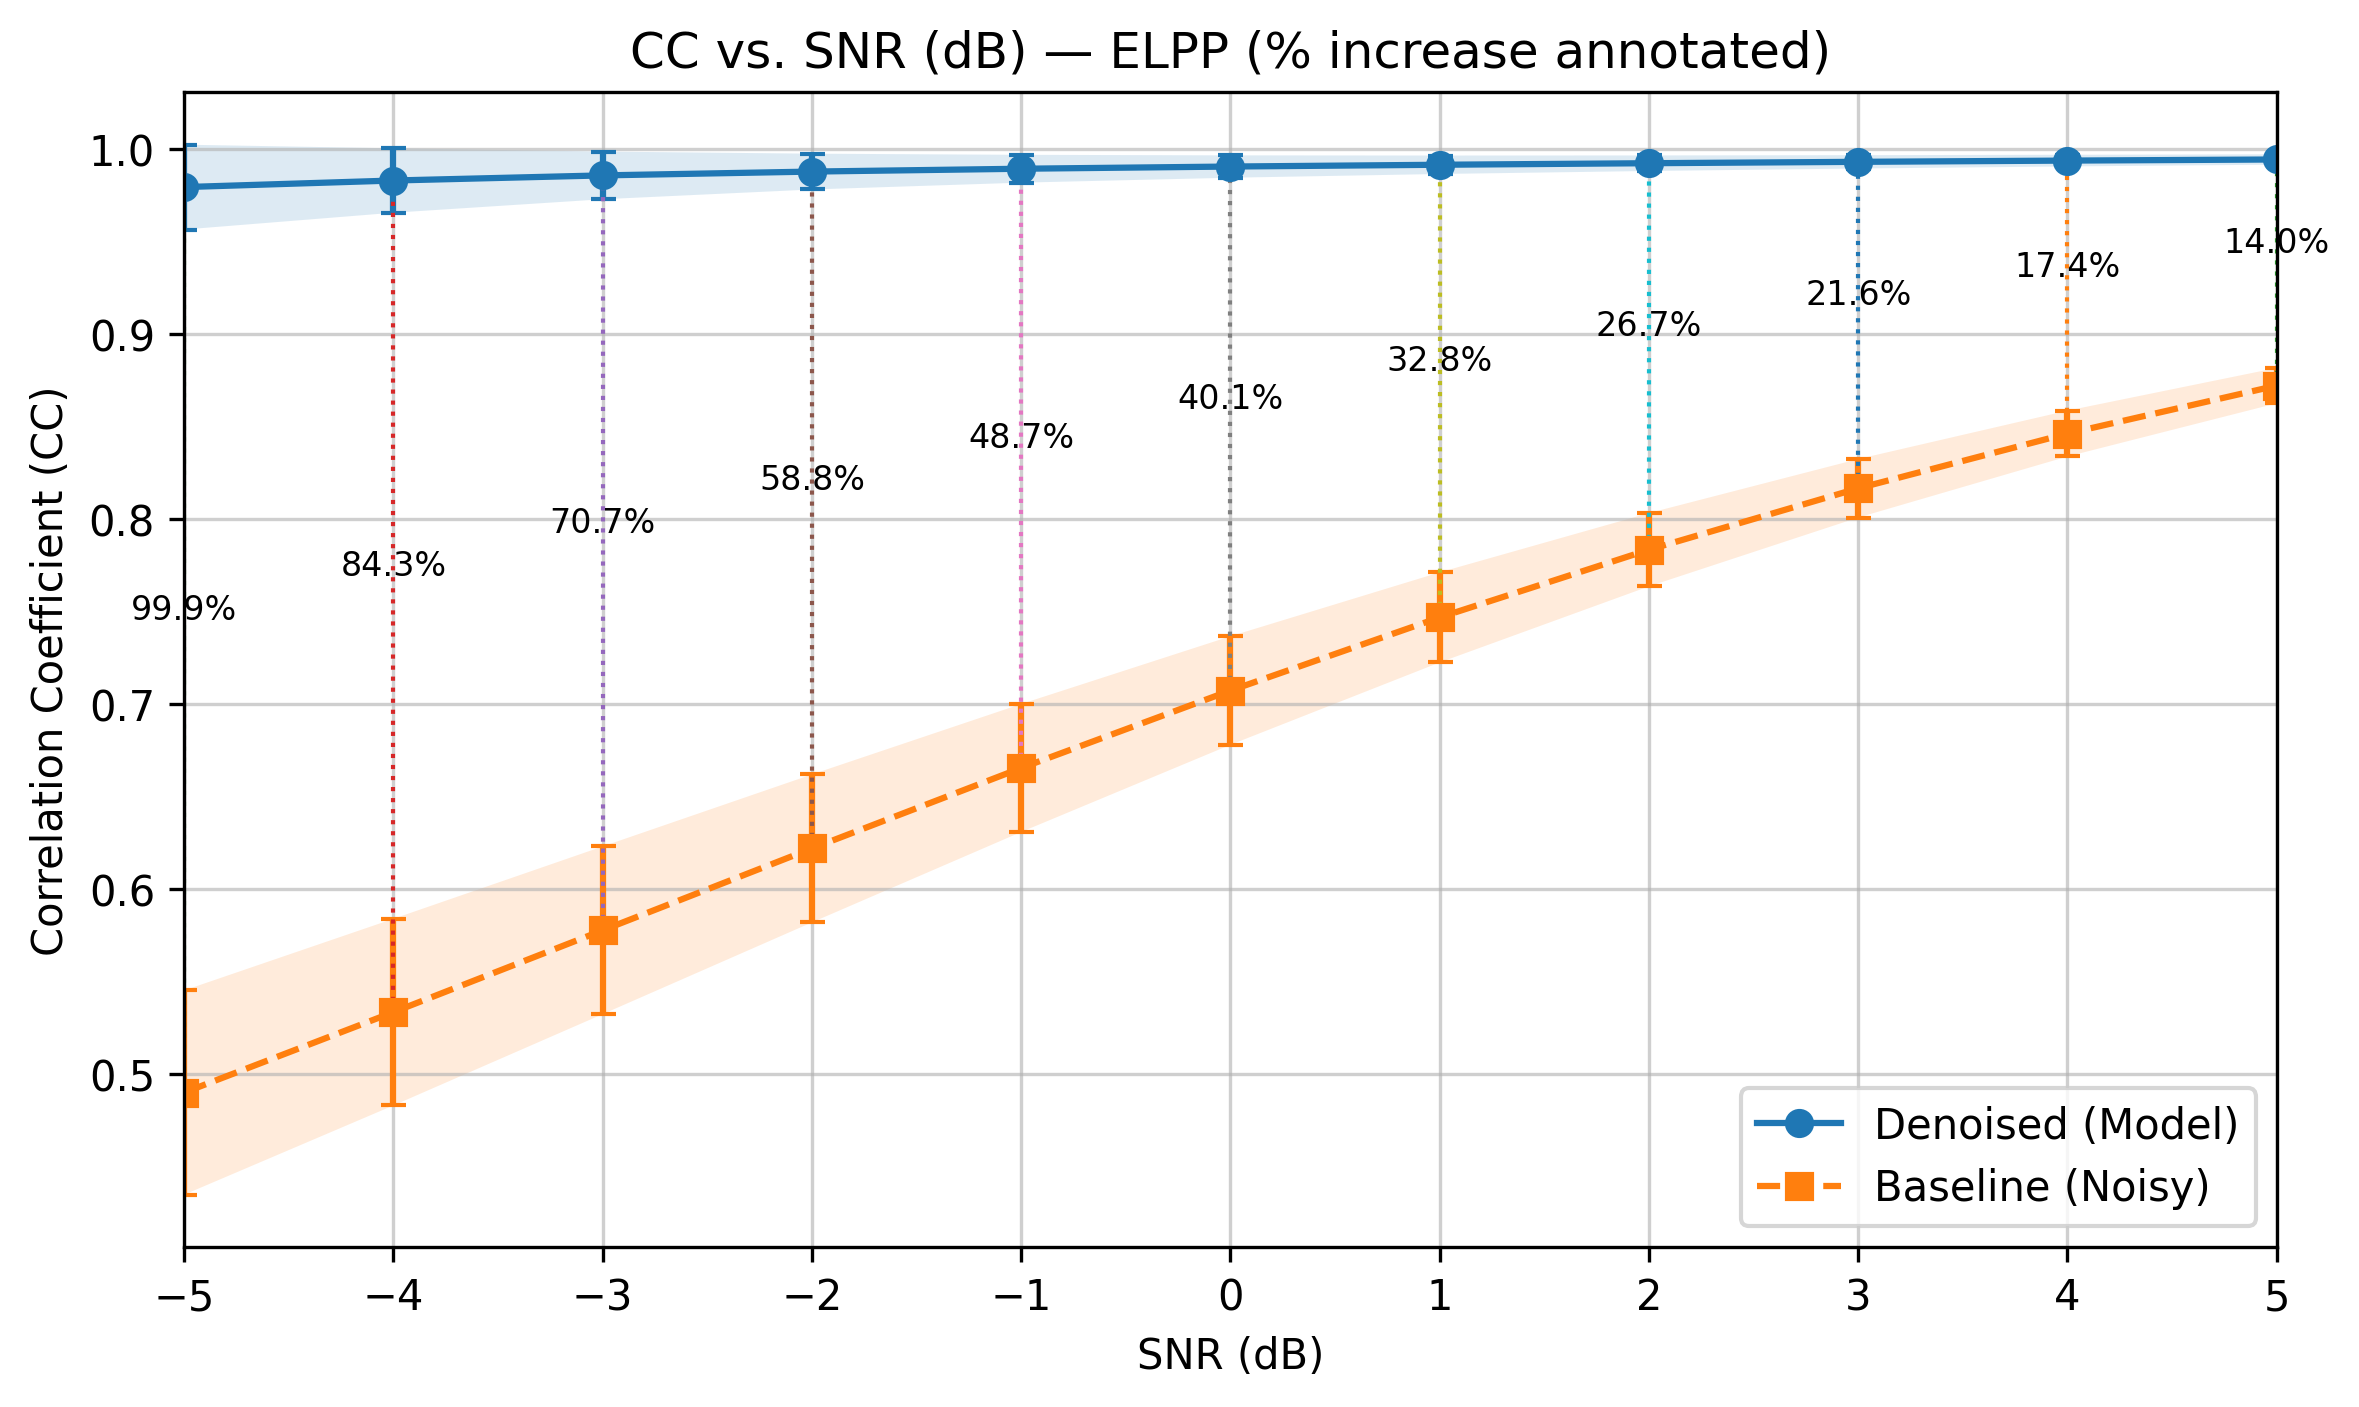 CC vs. SNR (dB) — ELPP (% increase annotated)
Correlation Coefficient (CC)
1.0
0.9
0.8
0.7
0.6
0.5
99.9%
84.3%
70.7%
58.8%
48.7%
40.1%
32.8%
26.7%
21.6%
17.4%
14.0%
Denoised (Model)
Baseline (Noisy)
−5 −4 −3 −2 −1 0 1 2 3 4 5
SNR (dB)